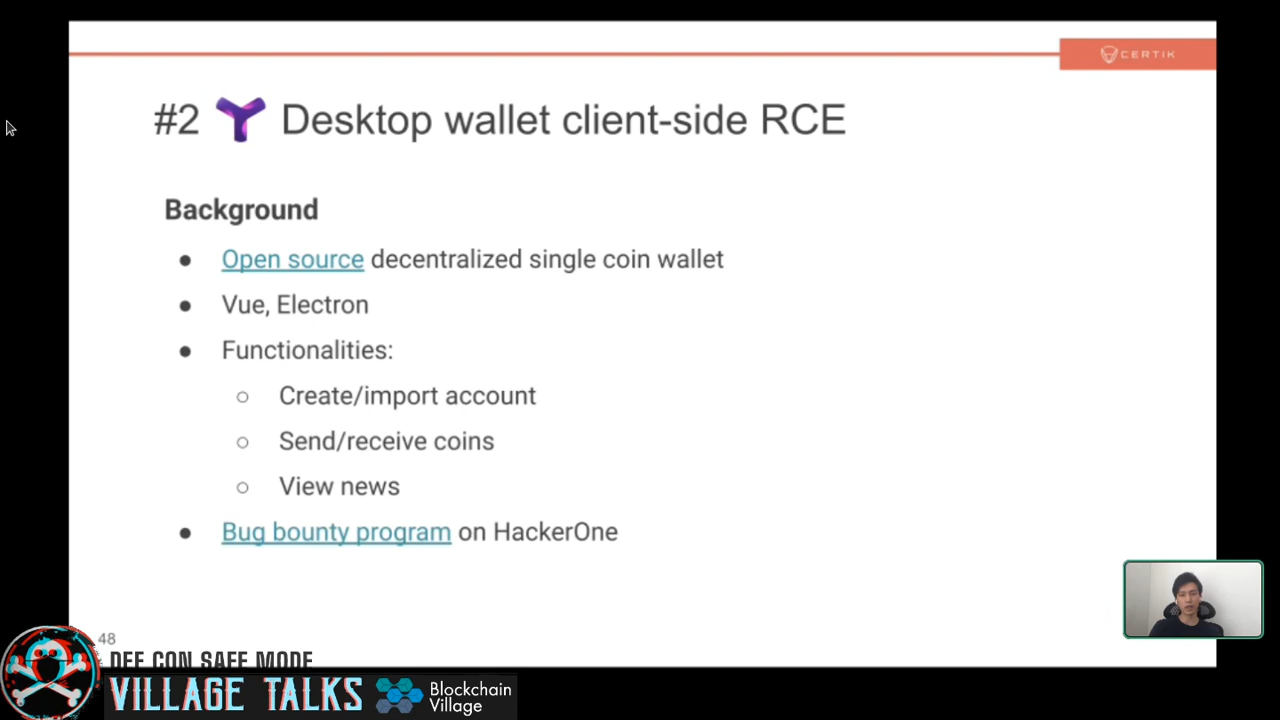 CERTIK
#2 Desktop wallet client-side RCE
Background
● Open source decentralized single coin wallet
● Vue, Electron
● Functionalities:
○ Create/import account
○ Send/receive coins
○ View news
● Bug bounty program on HackerOne
48
DEF CON SAFE MODE
VILLAGE TALKS
Blockchain
Village